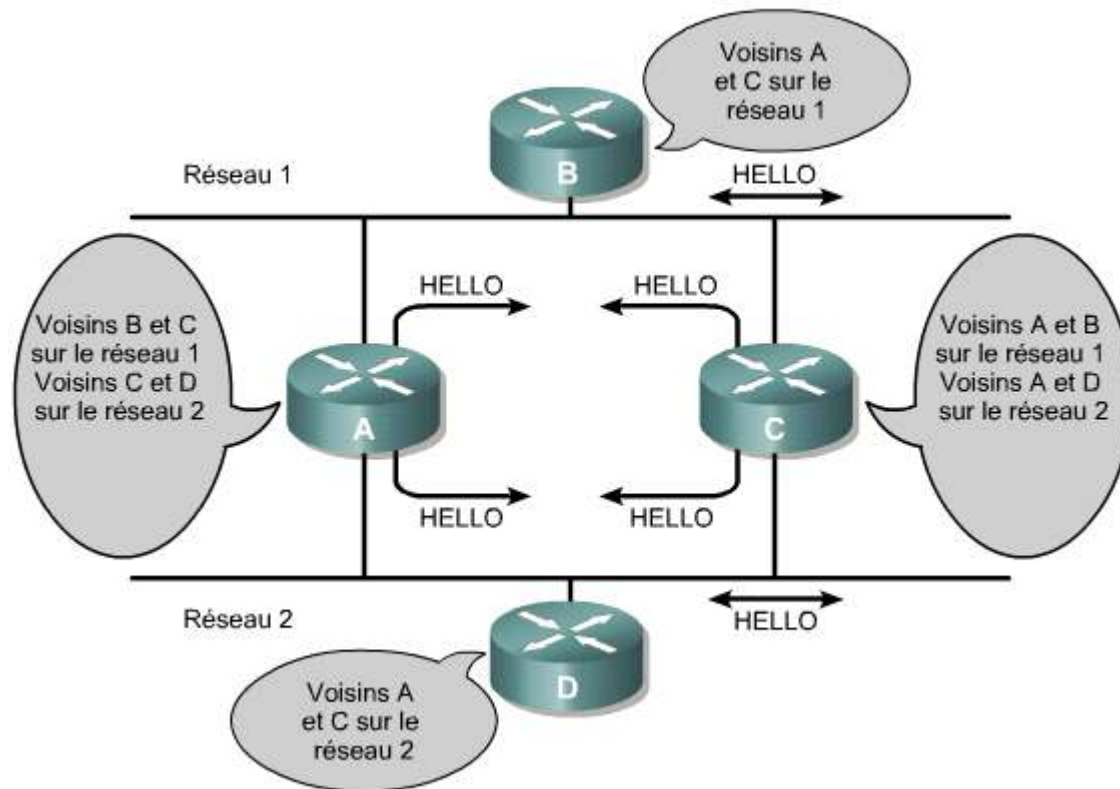 Voisins A
et C sur le
réseau 1
B
Réseau 1
HELLO
HELLO
HELLO
Voisins B et C
sur le réseau 1
Voisins C et D
sur le réseau 2
A
C
Voisins A et B
sur le réseau 1
Voisins A et D
sur le réseau 2
HELLO
HELLO
Réseau 2
HELLO
D
Voisins A
et C sur le
réseau 2